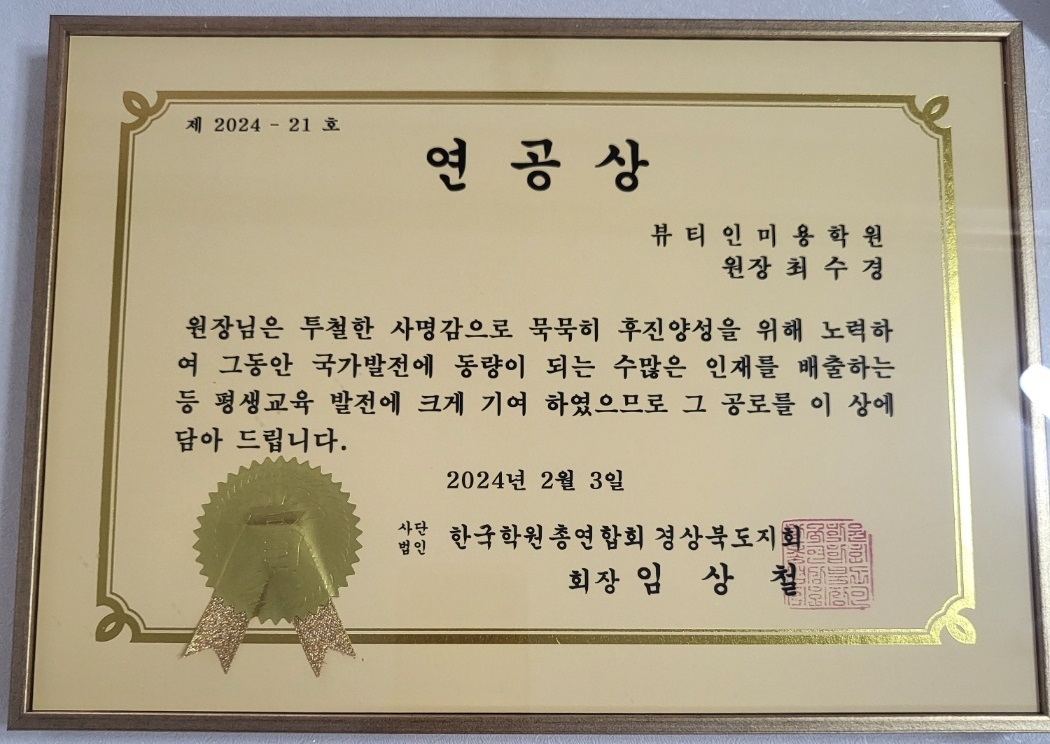 제 2024 - 21 호
연 공 상
뷰 티 인 미 용 학 원
원장 최 수 경
원장님은 투철한 사명감으로 묵묵히 후진양성을 위해 노력하
여 그동안 국가발전에 동량이 되는 수많은 인재를 배출하는
등 평생교육 발전에 크게 기여 하였으므로 그 공로를 이 상에
담아 드립니다.
2024년 2월 3일
사단
법인 한국학원총연합회 경상북도지회
회장 임 상 철